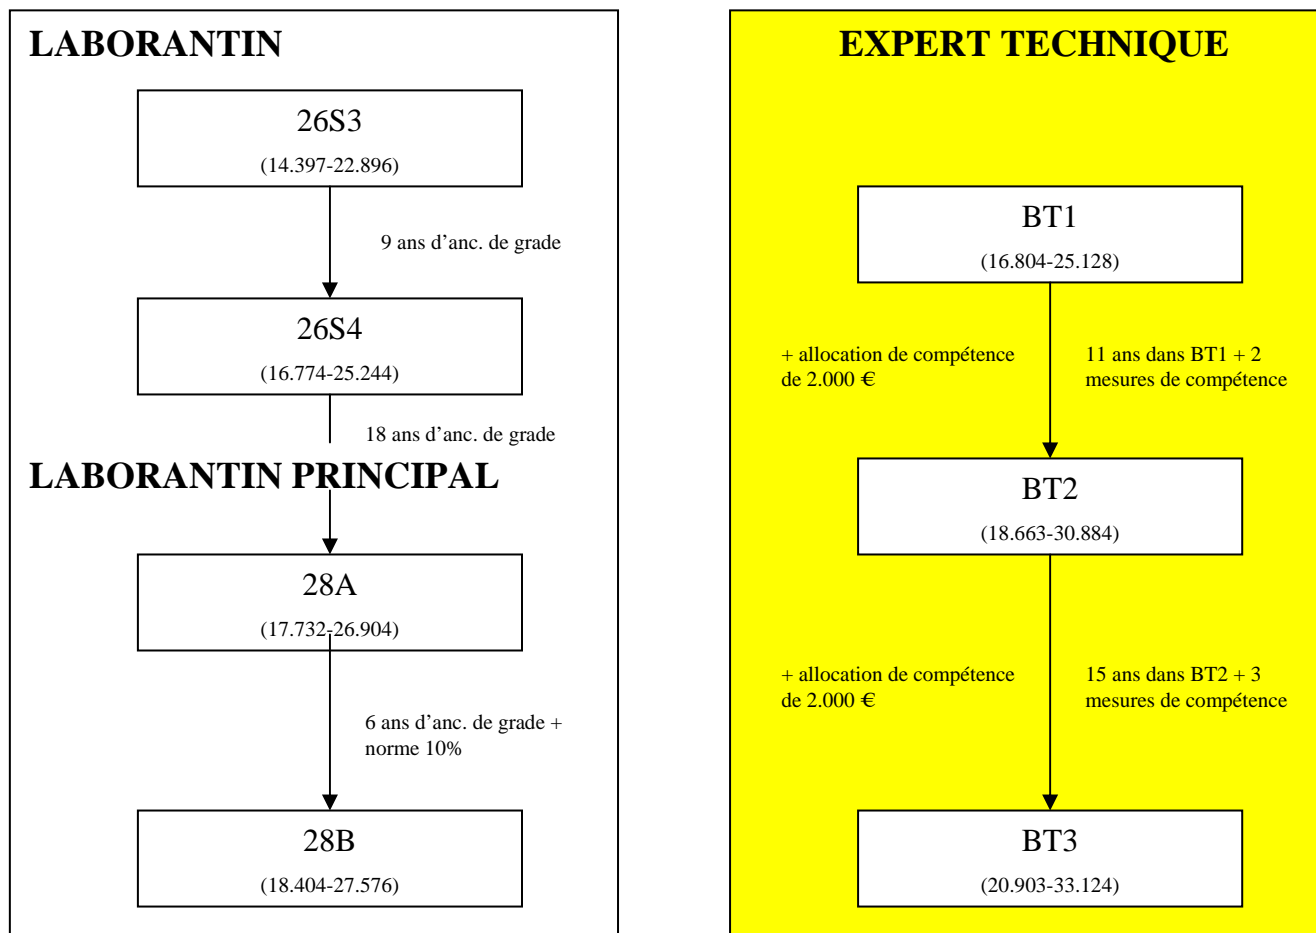 LABORANTIN
26S3
(14.397-22.896)
9 ans d’anc. de grade
26S4
(16.774-25.244)
18 ans d’anc. de grade
LABORANTIN PRINCIPAL
28A
(17.732-26.904)
6 ans d’anc. de grade +
norme 10%
28B
(18.404-27.576)
EXPERT TECHNIQUE
BT1
(16.804-25.128)
+ allocation de compétence
de 2.000 €
11 ans dans BT1 + 2
mesures de compétence
BT2
(18.663-30.884)
+ allocation de compétence
de 2.000 €
15 ans dans BT2 + 3
mesures de compétence
BT3
(20.903-33.124)